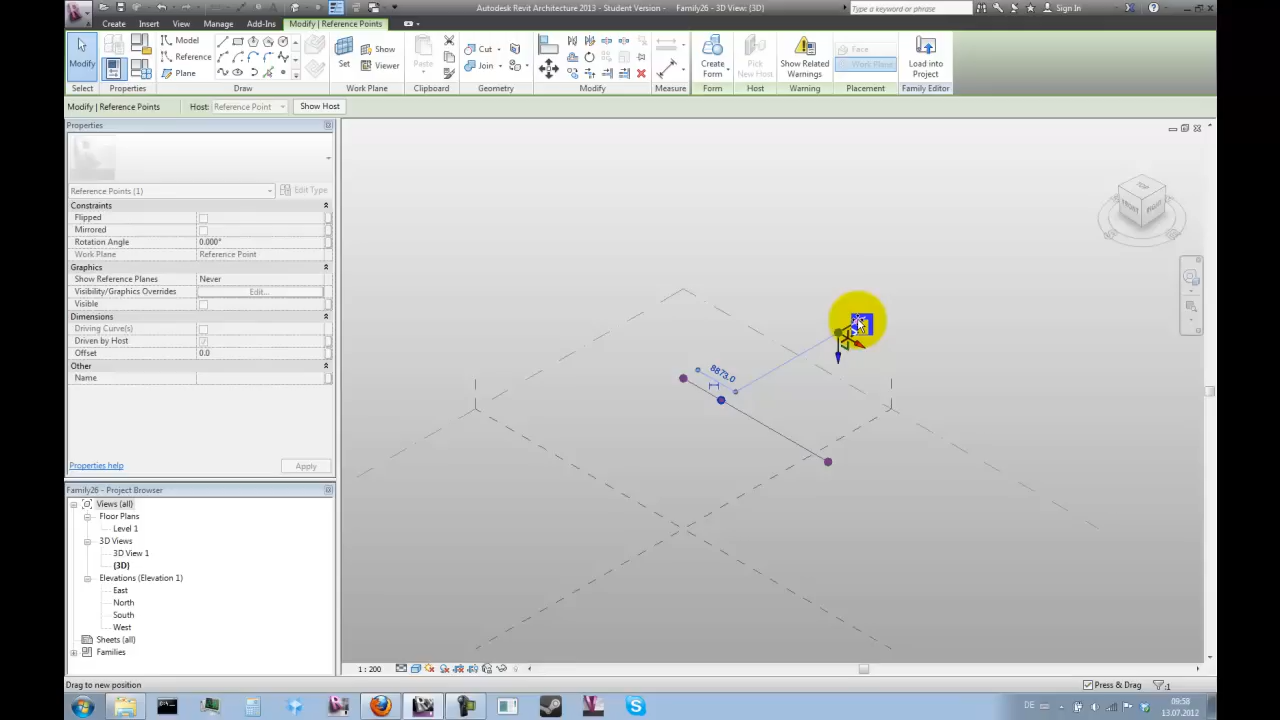 Autodesk Revit Architecture 2013 - Student Version - Family26 - 3D View: {3D}
Type a keyword or phrase
Sign In
Create
Insert
View
Manage
Add-Ins
Modify | Reference Points
Modify
Model
Reference
Plane
Set
Show
Viewer
Paste
Cut
Join
Create Form
Pick New Host
Show Related Warnings
Face
Work Plane
Load into Project
Select
Properties
Draw
Work Plane
Clipboard
Geometry
Modify
Measure
Form
Host
Warning
Placement
Family Editor
Modify | Reference Points
Host:
Reference Point
Show Host
Properties
Reference Points (1)
Edit Type
Constraints
Flipped
Mirrored
Rotation Angle
0.000°
Work Plane
Reference Point
Graphics
Show Reference Planes
Never
Visibility/Graphics Overrides
Edit...
Visible
Dimensions
Driving Curve(s)
Driven by Host
Offset
0.0
Other
Name
Properties help
Apply
Family26 - Project Browser
Views (all)
Floor Plans
Level 1
3D Views
3D View 1
{3D}
Elevations (Elevation 1)
East
North
South
West
Sheets (all)
Families
8873.0
TOP
FRONT
RIGHT
1 : 200
Drag to new position
Press & Drag
:1
DE
09:58
13.07.2012